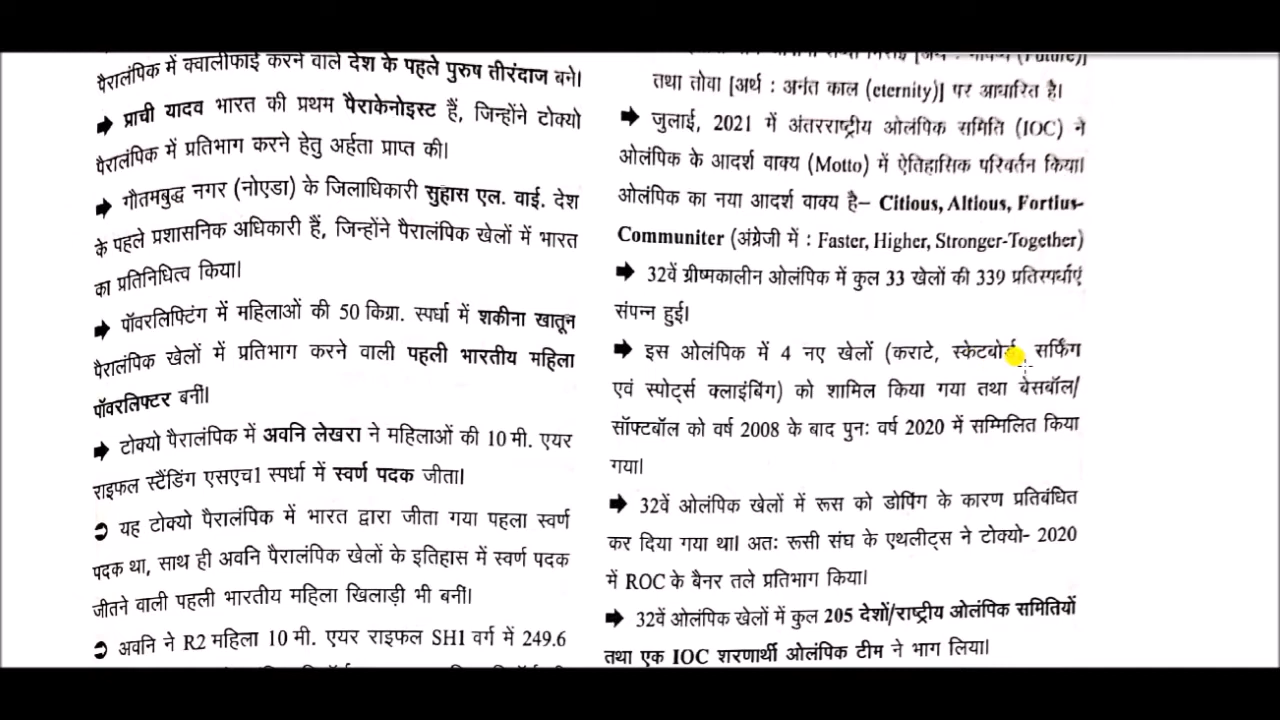 पैरालंपिक में क्वालीफाई करने वाले देश के पहले पुरुष तीरंदाज बने।
➡ प्राची यादव भारत की प्रथम पैराकेनोइस्ट हैं, जिन्होंने टोक्यो
पैरालंपिक में प्रतिभाग करने हेतु अर्हता प्राप्त की।
➡ गौतमबुद्ध नगर (नोएडा) के जिलाधिकारी सुहास एल. वाई. देश
के पहले प्रशासनिक अधिकारी हैं, जिन्होंने पैरालंपिक खेलों में भारत
का प्रतिनिधित्व किया।
➡ पॉवरलिफ्टिंग में महिलाओं की 50 किग्रा. स्पर्धा में शकीना खातून
पैरालंपिक खेलों में प्रतिभाग करने वाली पहली भारतीय महिला
पॉवरलिफ्टर बनीं।
➡ टोक्यो पैरालंपिक में अवनि लेखरा ने महिलाओं की 10 मी. एयर
राइफल स्टैंडिंग एसएच1 स्पर्धा में स्वर्ण पदक जीता।
➲ यह टोक्यो पैरालंपिक में भारत द्वारा जीता गया पहला स्वर्ण
पदक था, साथ ही अवनि पैरालंपिक खेलों के इतिहास में स्वर्ण पदक
जीतने वाली पहली भारतीय महिला खिलाड़ी भी बनीं।
➲ अवनि ने R2 महिला 10 मी. एयर राइफल SH1 वर्ग में 249.6
तथा तोवा [अर्थ : अनंत काल (eternity)] पर आधारित है।
➡ जुलाई, 2021 में अंतरराष्ट्रीय ओलंपिक समिति (IOC) ने
ओलंपिक के आदर्श वाक्य (Motto) में ऐतिहासिक परिवर्तन किया।
ओलंपिक का नया आदर्श वाक्य है– Citious, Altious, Fortius-
Communiter (अंग्रेजी में : Faster, Higher, Stronger-Together)
➡ 32वें ग्रीष्मकालीन ओलंपिक में कुल 33 खेलों की 339 प्रतिस्पर्धाएं
संपन्न हुई।
➡ इस ओलंपिक में 4 नए खेलों (कराटे, स्केटबोर्ड, सर्फिंग
एवं स्पोर्ट्स क्लाइंबिंग) को शामिल किया गया तथा बेसबॉल/
सॉफ्टबॉल को वर्ष 2008 के बाद पुनः वर्ष 2020 में सम्मिलित किया
गया।
➡ 32वें ओलंपिक खेलों में रूस को डोपिंग के कारण प्रतिबंधित
कर दिया गया था। अतः रूसी संघ के एथलीट्स ने टोक्यो- 2020
में ROC के बैनर तले प्रतिभाग किया।
➡ 32वें ओलंपिक खेलों में कुल 205 देशों/राष्ट्रीय ओलंपिक समितियों
तथा एक IOC शरणार्थी ओलंपिक टीम ने भाग लिया।